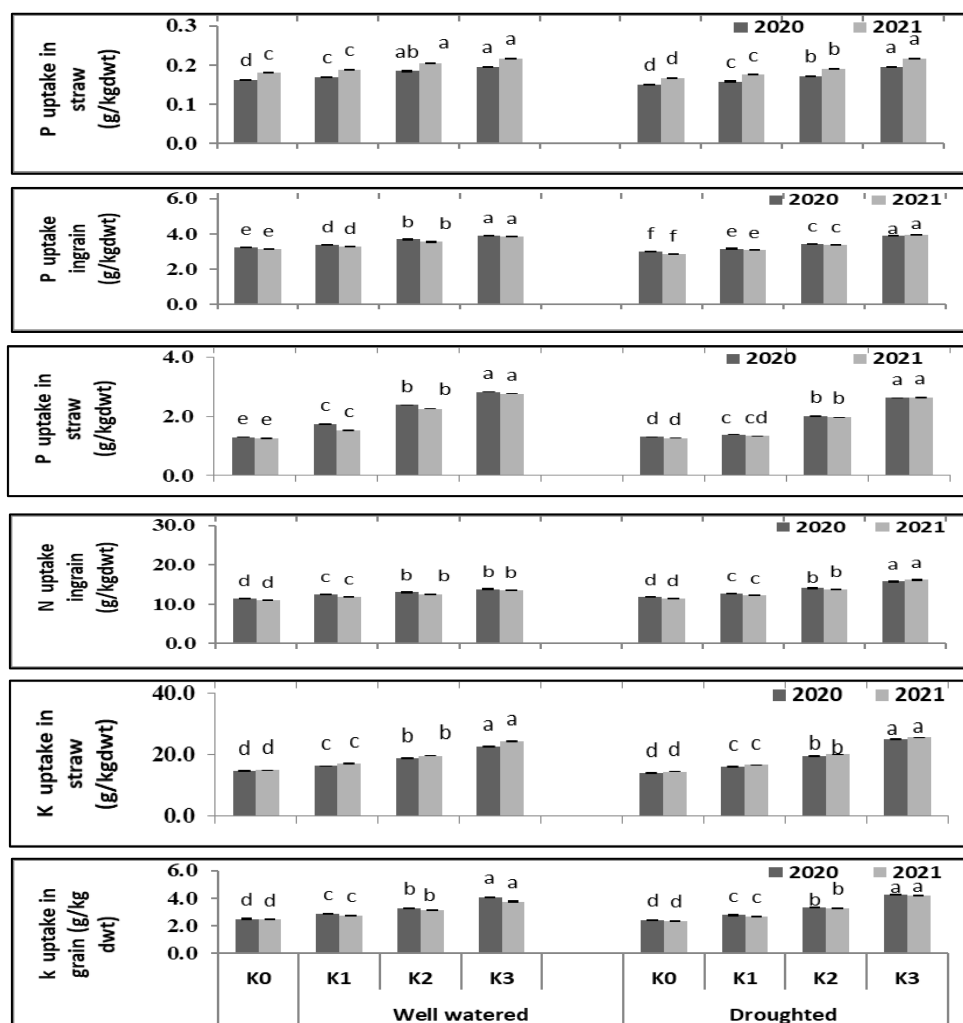 P uptake in
straw
(g/kgdwt)
0.3
0.2
0.1
0.0
2020 2021
d c c c ab a a a d d c c b b a a
P uptake
ingrain
(g/kgdwt)
6.0
4.0
2.0
0.0
2020 2021
e e d d b b a a f f e e c c a a
P uptake in
straw
(g/kgdwt)
4.0
2.0
0.0
2020 2021
e e c c b b a a d d c cd b b a a
N uptake
ingrain
(g/kgdwt)
30.0
20.0
10.0
0.0
2020 2021
d d c c b b b b d d c c b b a a
K uptake in
straw
(g/kgdwt)
40.0
20.0
0.0
2020 2021
d d c c b b a a d d c c b b a a
k uptake in
grain (g/kg
dwt)
6.0
4.0
2.0
0.0
2020 2021
d d c c b b a a d d c c b b a a
K0 K1 K2 K3 K0 K1 K2 K3
Well watered Droughted